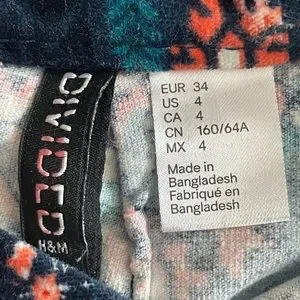 DIVIDED
H&M
EUR 34
US 4
CA 4
CN 160/64A
MX 4
Made in
Bangladesh
Fabriqué en
Bangladesh